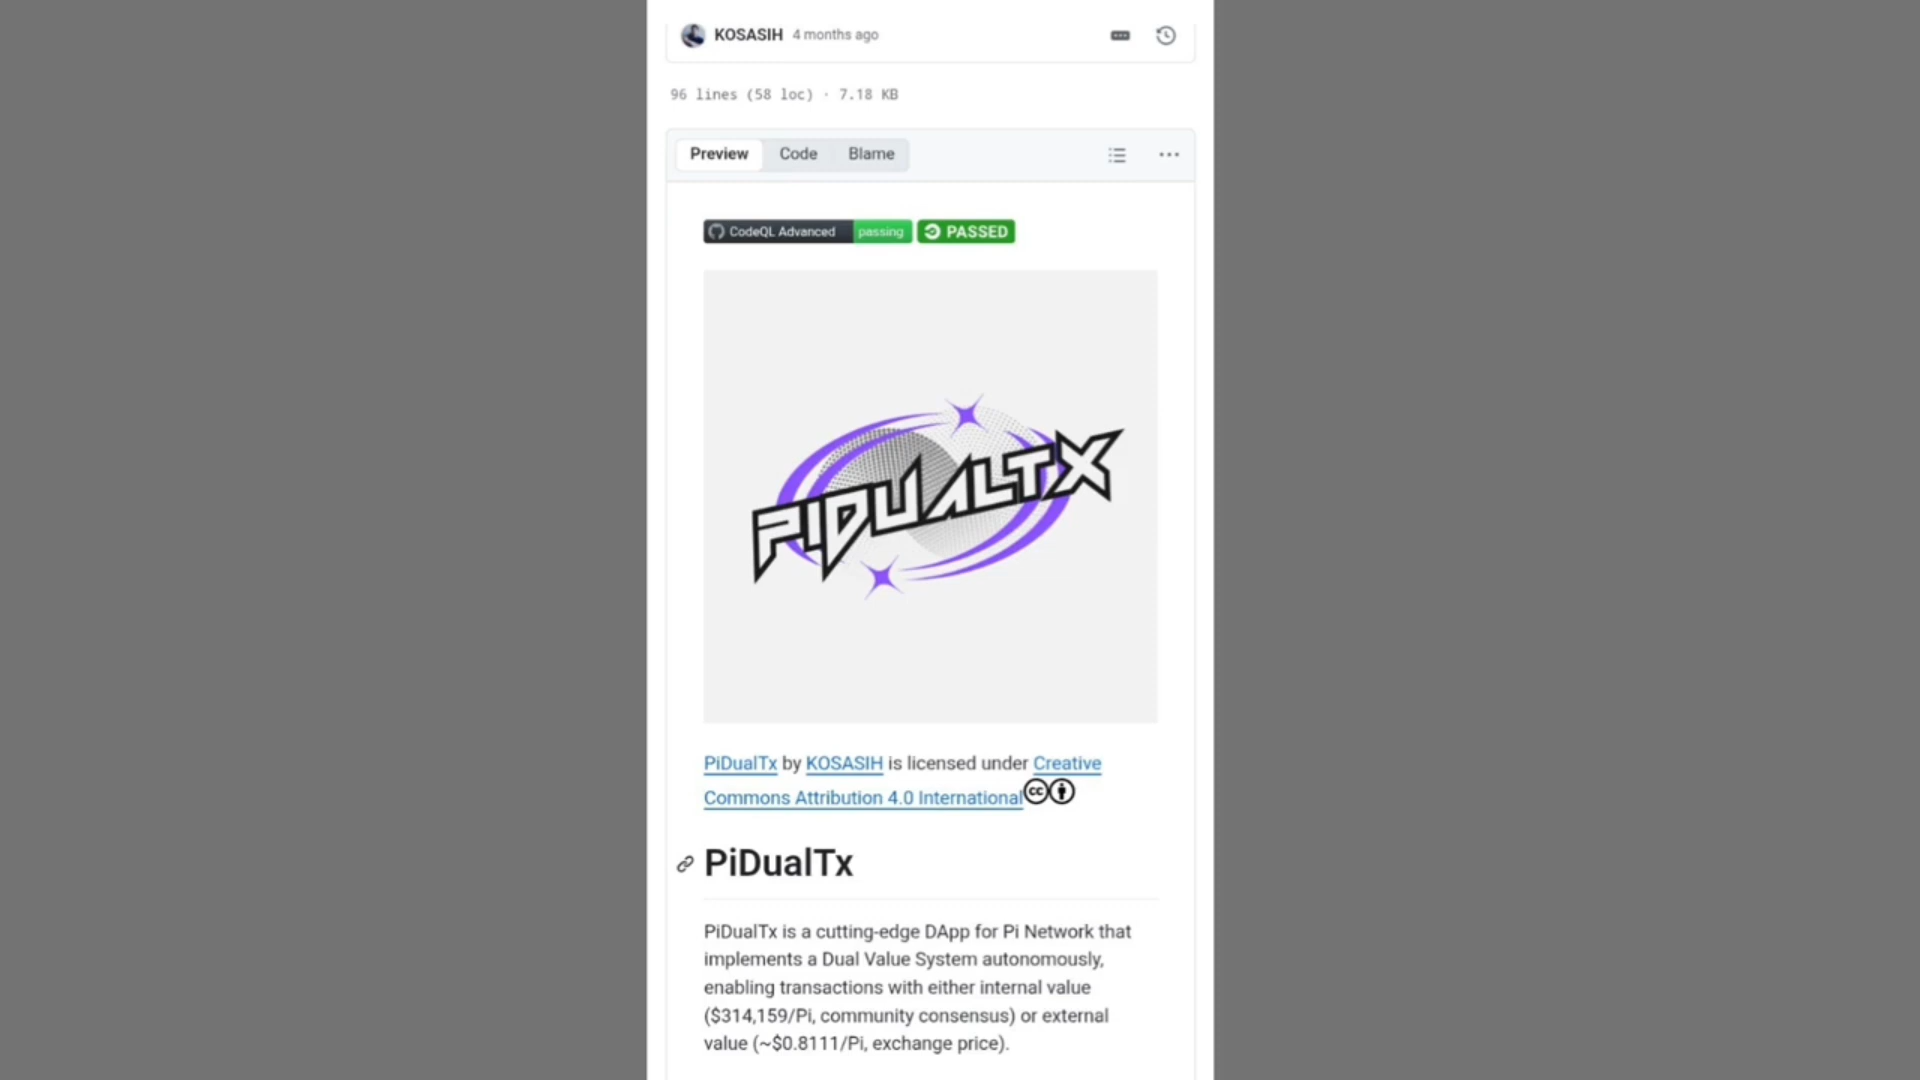 KOSASIH 4 months ago
96 lines (58 loc) · 7.18 KB
Preview Code Blame
CodeQL Advanced passing PASSED
PIDUALTX
PiDualTx by KOSASIH is licensed under Creative
Commons Attribution 4.0 International
PiDualTx
PiDualTx is a cutting-edge DApp for Pi Network that
implements a Dual Value System autonomously,
enabling transactions with either internal value
($314,159/Pi, community consensus) or external
value (~$0.8111/Pi, exchange price).